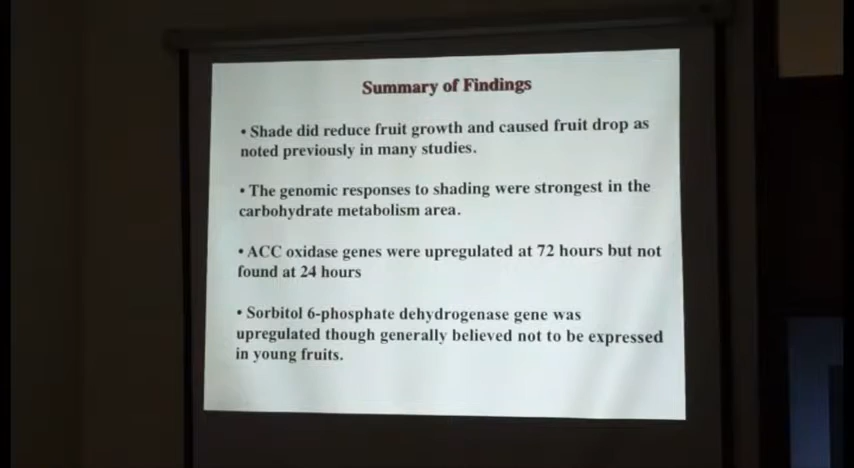 Summary of Findings
• Shade did reduce fruit growth and caused fruit drop as
noted previously in many studies.
• The genomic responses to shading were strongest in the
carbohydrate metabolism area.
• ACC oxidase genes were upregulated at 72 hours but not
found at 24 hours
• Sorbitol 6-phosphate dehydrogenase gene was
upregulated though generally believed not to be expressed
in young fruits.